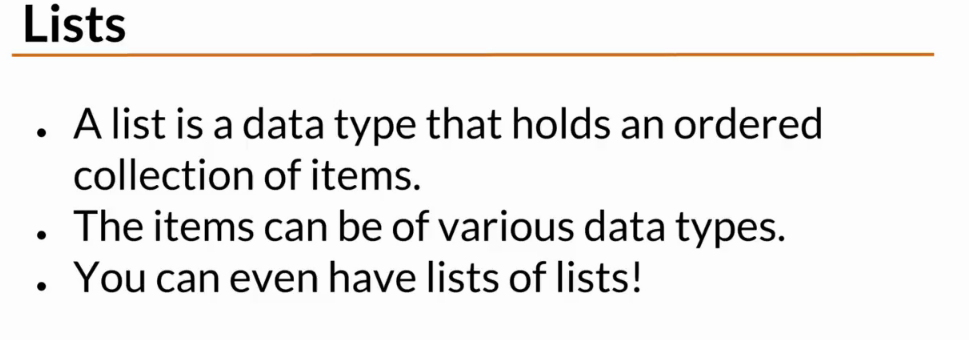 Lists
• A list is a data type that holds an ordered
collection of items.
• The items can be of various data types.
• You can even have lists of lists!